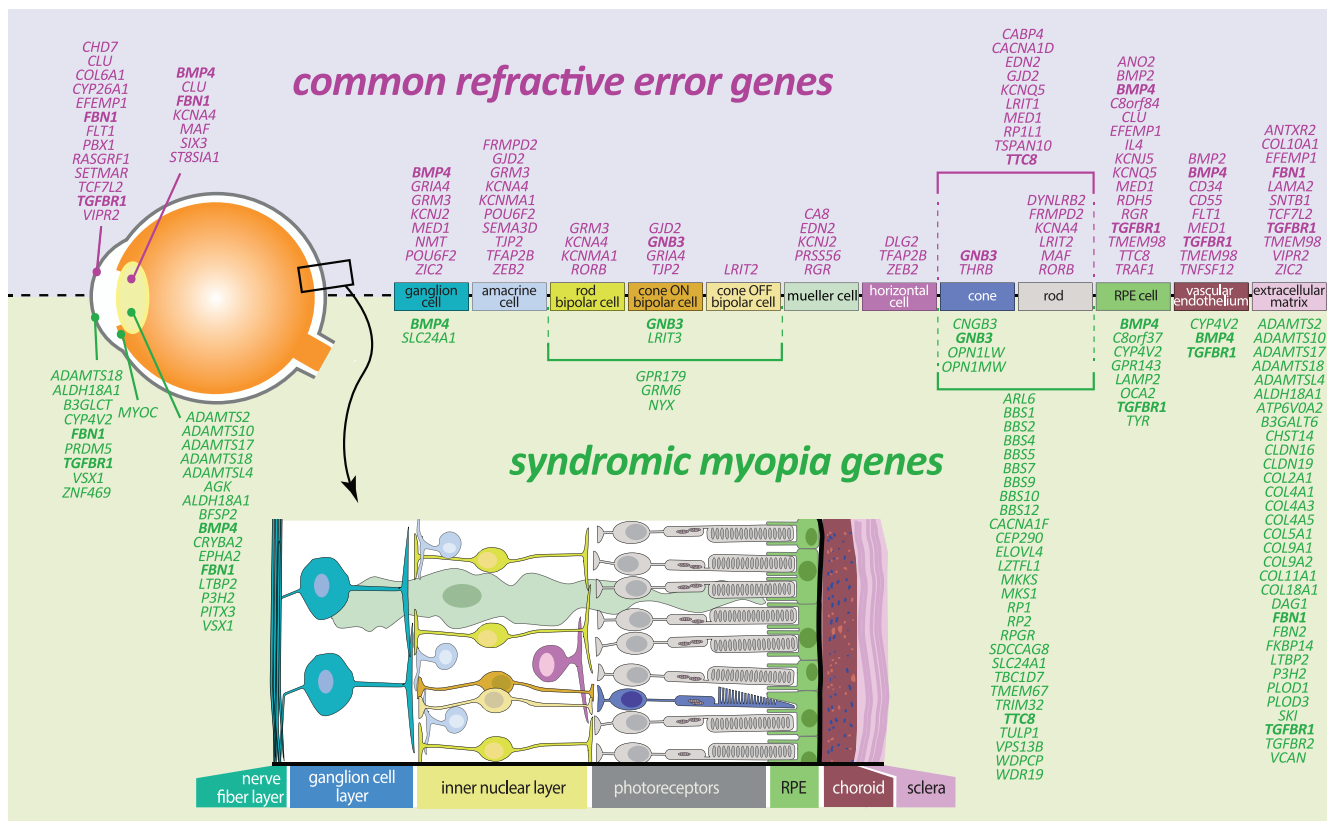 common refractive error genes
CHD7
CLU
COL6A1
CYP26A1
EFEMP1
FBN1
FLT1
PBX1
RASGRF1
SETMAR
TCF7L2
TGFBR1
VIPR2
BMP4
CLU
FBN1
KCNA4
MAF
SIX3
ST8SIA1
BMP4
GRIA4
GRM3
KCNJ2
MED1
NMT
POU6F2
ZIC2
FRMPD2
GJD2
GRM3
KCNA4
KCNMA1
POU6F2
SEMA3D
TJP2
TFAP2B
ZEB2
GRM3
KCNA4
KCNMA1
RORB
GJD2
GNB3
GRIA4
TJP2
LRIT2
CA8
EDN2
KCNJ2
PRSS56
RGR
DLG2
TFAP2B
ZEB2
CABP4
CACNA1D
EDN2
GJD2
KCNQ5
LRIT1
MED1
RP1L1
TSPAN10
TTC8
GNB3
THRB
DYNLRB2
FRMPD2
KCNA4
LRIT2
MAF
RORB
ANO2
BMP2
BMP4
C8orf84
CLU
EFEMP1
IL4
KCNJ5
KCNQ5
MED1
RDH5
RGR
TGFBR1
TMEM98
TTC8
TRAF1
BMP2
BMP4
CD34
CD55
FLT1
MED1
TGFBR1
TMEM98
TNFSF12
ANTXR2
COL10A1
EFEMP1
FBN1
LAMA2
SNTB1
TCF7L2
TGFBR1
TMEM98
VIPR2
ZIC2
ganglion
cell
amacrine
cell
rod
bipolar cell
cone ON
bipolar cell
cone OFF
bipolar cell
mueller cell
horizontal
cell
cone
rod
RPE cell
vascular
endothelium
extracellular
matrix
BMP4
SLC24A1
GNB3
LRIT3
GPR179
GRM6
NYX
CNGB3
GNB3
OPN1LW
OPN1MW
ARL6
BBS1
BBS2
BBS4
BBS5
BBS7
BBS9
BBS10
BBS12
CACNA1F
CEP290
ELOVL4
LZTFL1
MKKS
MKS1
RP1
RP2
RPGR
SDCCAG8
SLC24A1
TBC1D7
TMEM67
TRIM32
TTC8
TULP1
VPS13B
WDPCP
WDR19
BMP4
C8orf37
CYP4V2
GPR143
LAMP2
OCA2
TGFBR1
TYR
CYP4V2
BMP4
TGFBR1
ADAMTS2
ADAMTS10
ADAMTS17
ADAMTS18
ADAMTSL4
ALDH18A1
ATP6V0A2
B3GALT6
CHST14
CLDN16
CLDN19
COL2A1
COL4A1
COL4A3
COL4A5
COL5A1
COL9A1
COL9A2
COL11A1
COL18A1
DAG1
FBN1
FBN2
FKBP14
LTBP2
P3H2
PLOD1
PLOD3
SKI
TGFBR1
TGFBR2
VCAN
ADAMTS18
ALDH18A1
B3GLCT
CYP4V2
FBN1
PRDM5
TGFBR1
VSX1
ZNF469
MYOC
ADAMTS2
ADAMTS10
ADAMTS17
ADAMTS18
ADAMTSL4
AGK
ALDH18A1
BFSP2
BMP4
CRYBA2
EPHA2
FBN1
LTBP2
P3H2
PITX3
VSX1
syndromic myopia genes
nerve
fiber layer
ganglion cell
layer
inner nuclear layer
photoreceptors
RPE
choroid
sclera